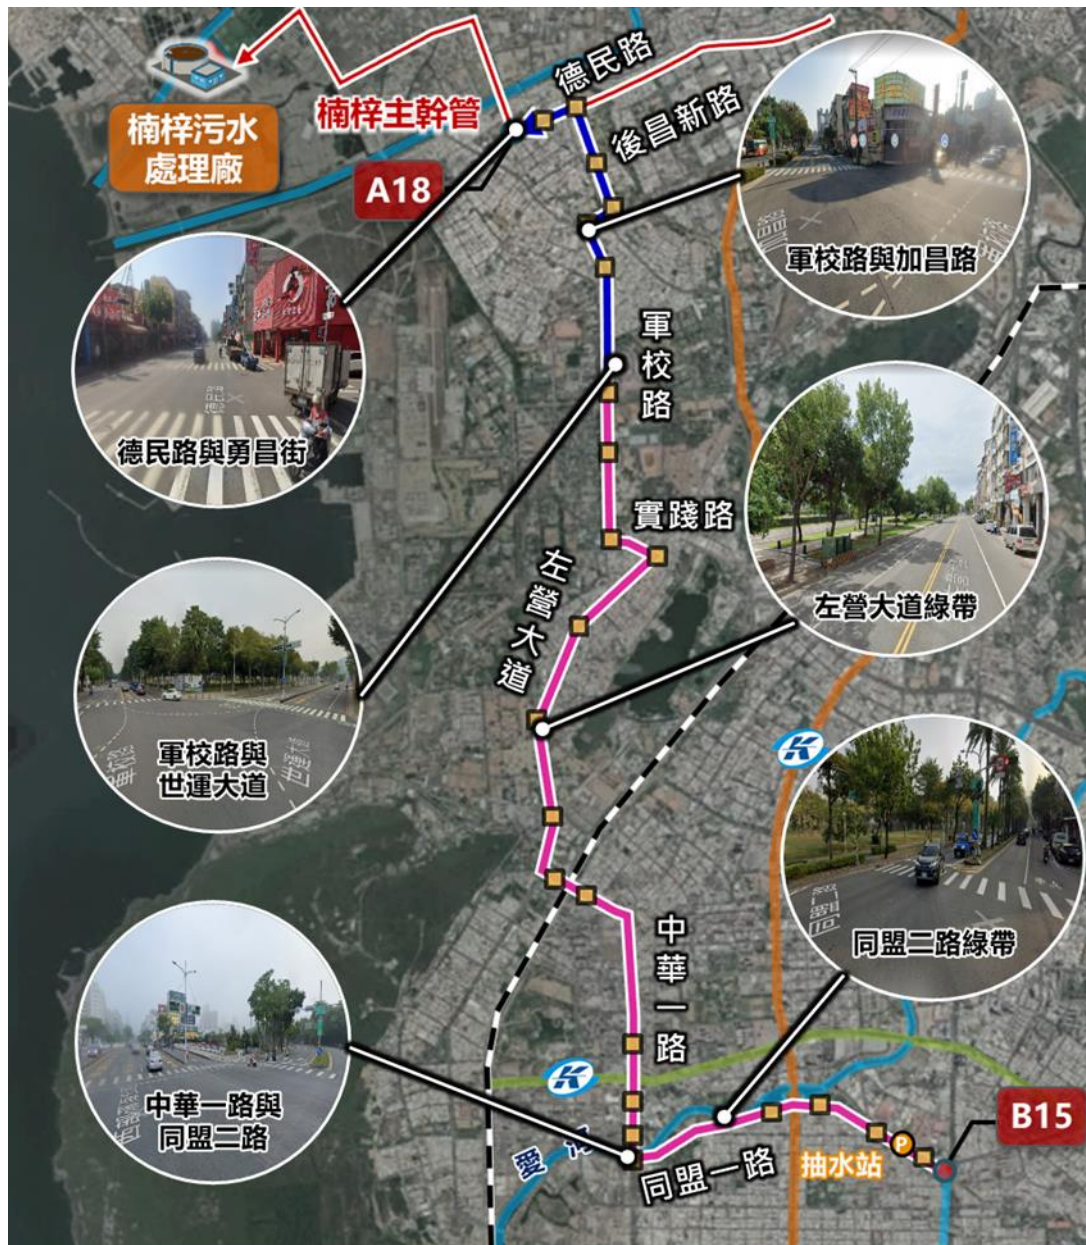 德民路
後昌新路
楠梓主幹管
楠梓污水
處理廠
A18
軍校路與加昌路
德民路與勇昌街
軍校路
實踐路
左營大道
左營大道綠帶
軍校路與
世運大道
同盟二路綠帶
中華一路
中華一路與
同盟二路
愛河
同盟一路
抽水站
P
B15